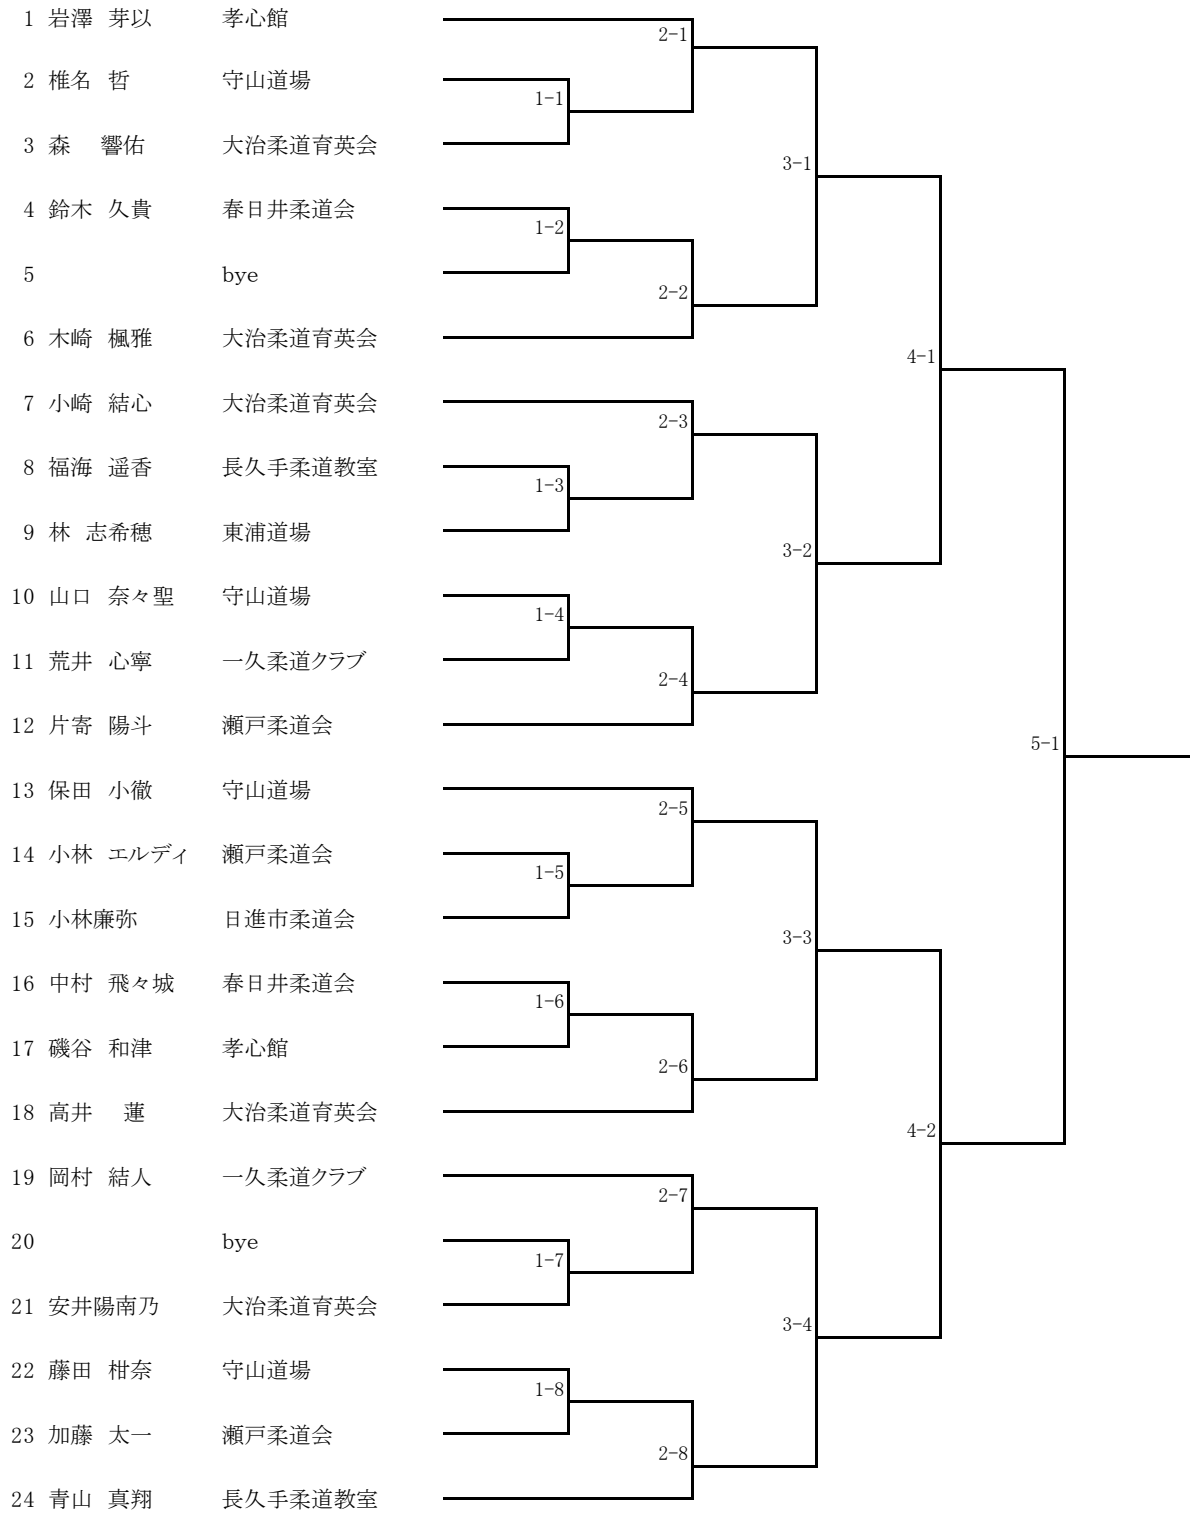 1 岩澤 芽以 孝心館
2-1
2 椎名 哲 守山道場
1-1
3 森 響佑 大治柔道育英会
3-1
4 鈴木 久貴 春日井柔道会
1-2
5 bye
2-2
6 木崎 楓雅 大治柔道育英会
4-1
7 小崎 結心 大治柔道育英会
2-3
8 福海 遥香 長久手柔道教室
1-3
9 林 志希穂 東浦道場
3-2
10 山口 奈々聖 守山道場
1-4
11 荒井 心寧 一久柔道クラブ
2-4
12 片寄 陽斗 瀬戸柔道会
5-1
13 保田 小徹 守山道場
2-5
14 小林 エルディ 瀬戸柔道会
1-5
15 小林廉弥 日進市柔道会
3-3
16 中村 飛々城 春日井柔道会
1-6
17 磯谷 和津 孝心館
2-6
18 高井 蓮 大治柔道育英会
4-2
19 岡村 結人 一久柔道クラブ
2-7
20 bye
1-7
21 安井陽南乃 大治柔道育英会
3-4
22 藤田 柑奈 守山道場
1-8
23 加藤 太一 瀬戸柔道会
2-8
24 青山 真翔 長久手柔道教室